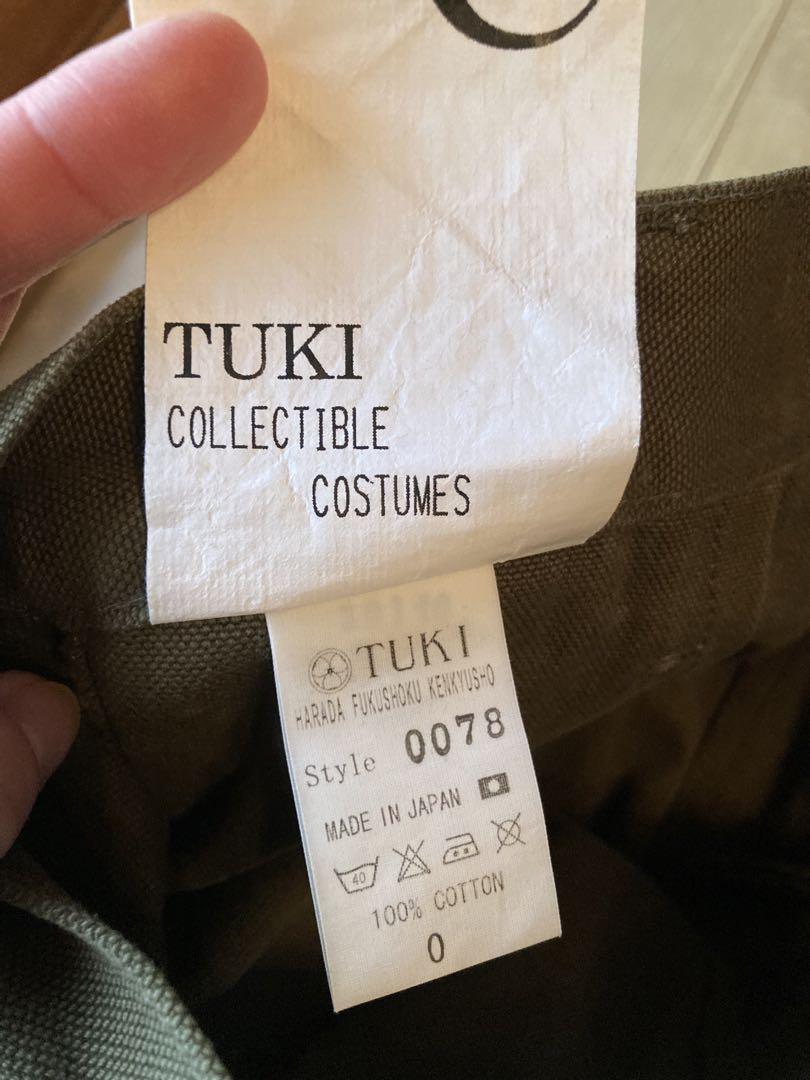 TUKI
COLLECTIBLE
COSTUMES
TUKI
HARADA FUKUSHOKU KENKYUSHO
Style 0078
MADE IN JAPAN
40
100% COTTON
0